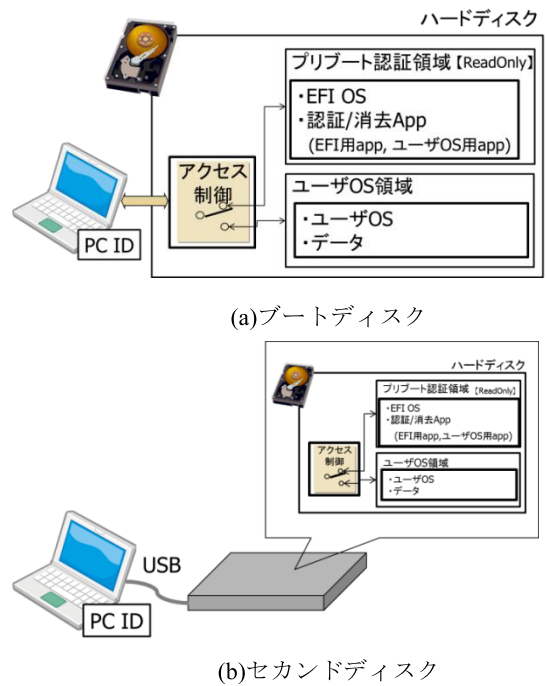 ハードディスク
プリブート認証領域【ReadOnly】
・EFI OS
・認証/消去App
(EFI用app, ユーザOS用app)
アクセス
制御
ユーザOS領域
・ユーザOS
・データ
PC ID
(a)ブートディスク
ハードディスク
プリブート認証領域【ReadOnly】
・EFI OS
・認証/消去App
(EFI用app,ユーザOS用app)
アクセス
制御
ユーザOS領域
・ユーザOS
・データ
USB
PC ID
(b)セカンドディスク